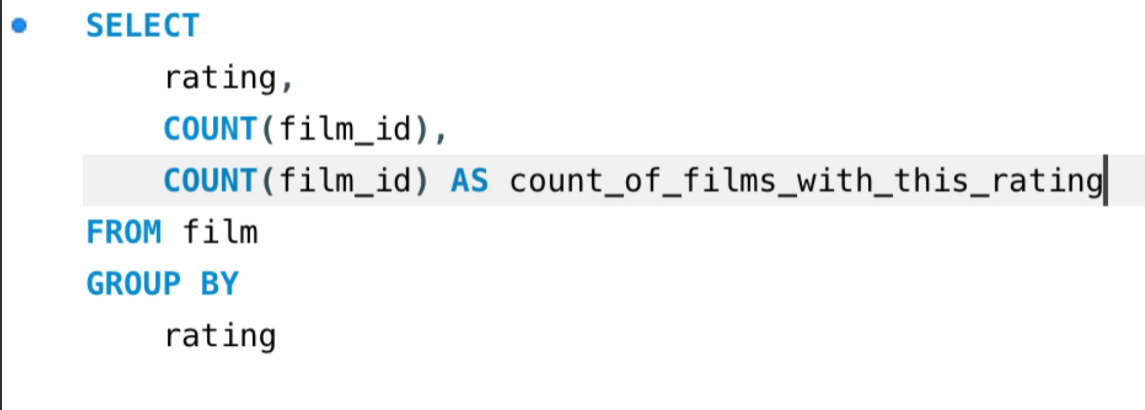 SELECT
rating,
COUNT(film_id),
COUNT(film_id) AS count_of_films_with_this_rating
FROM film
GROUP BY
rating